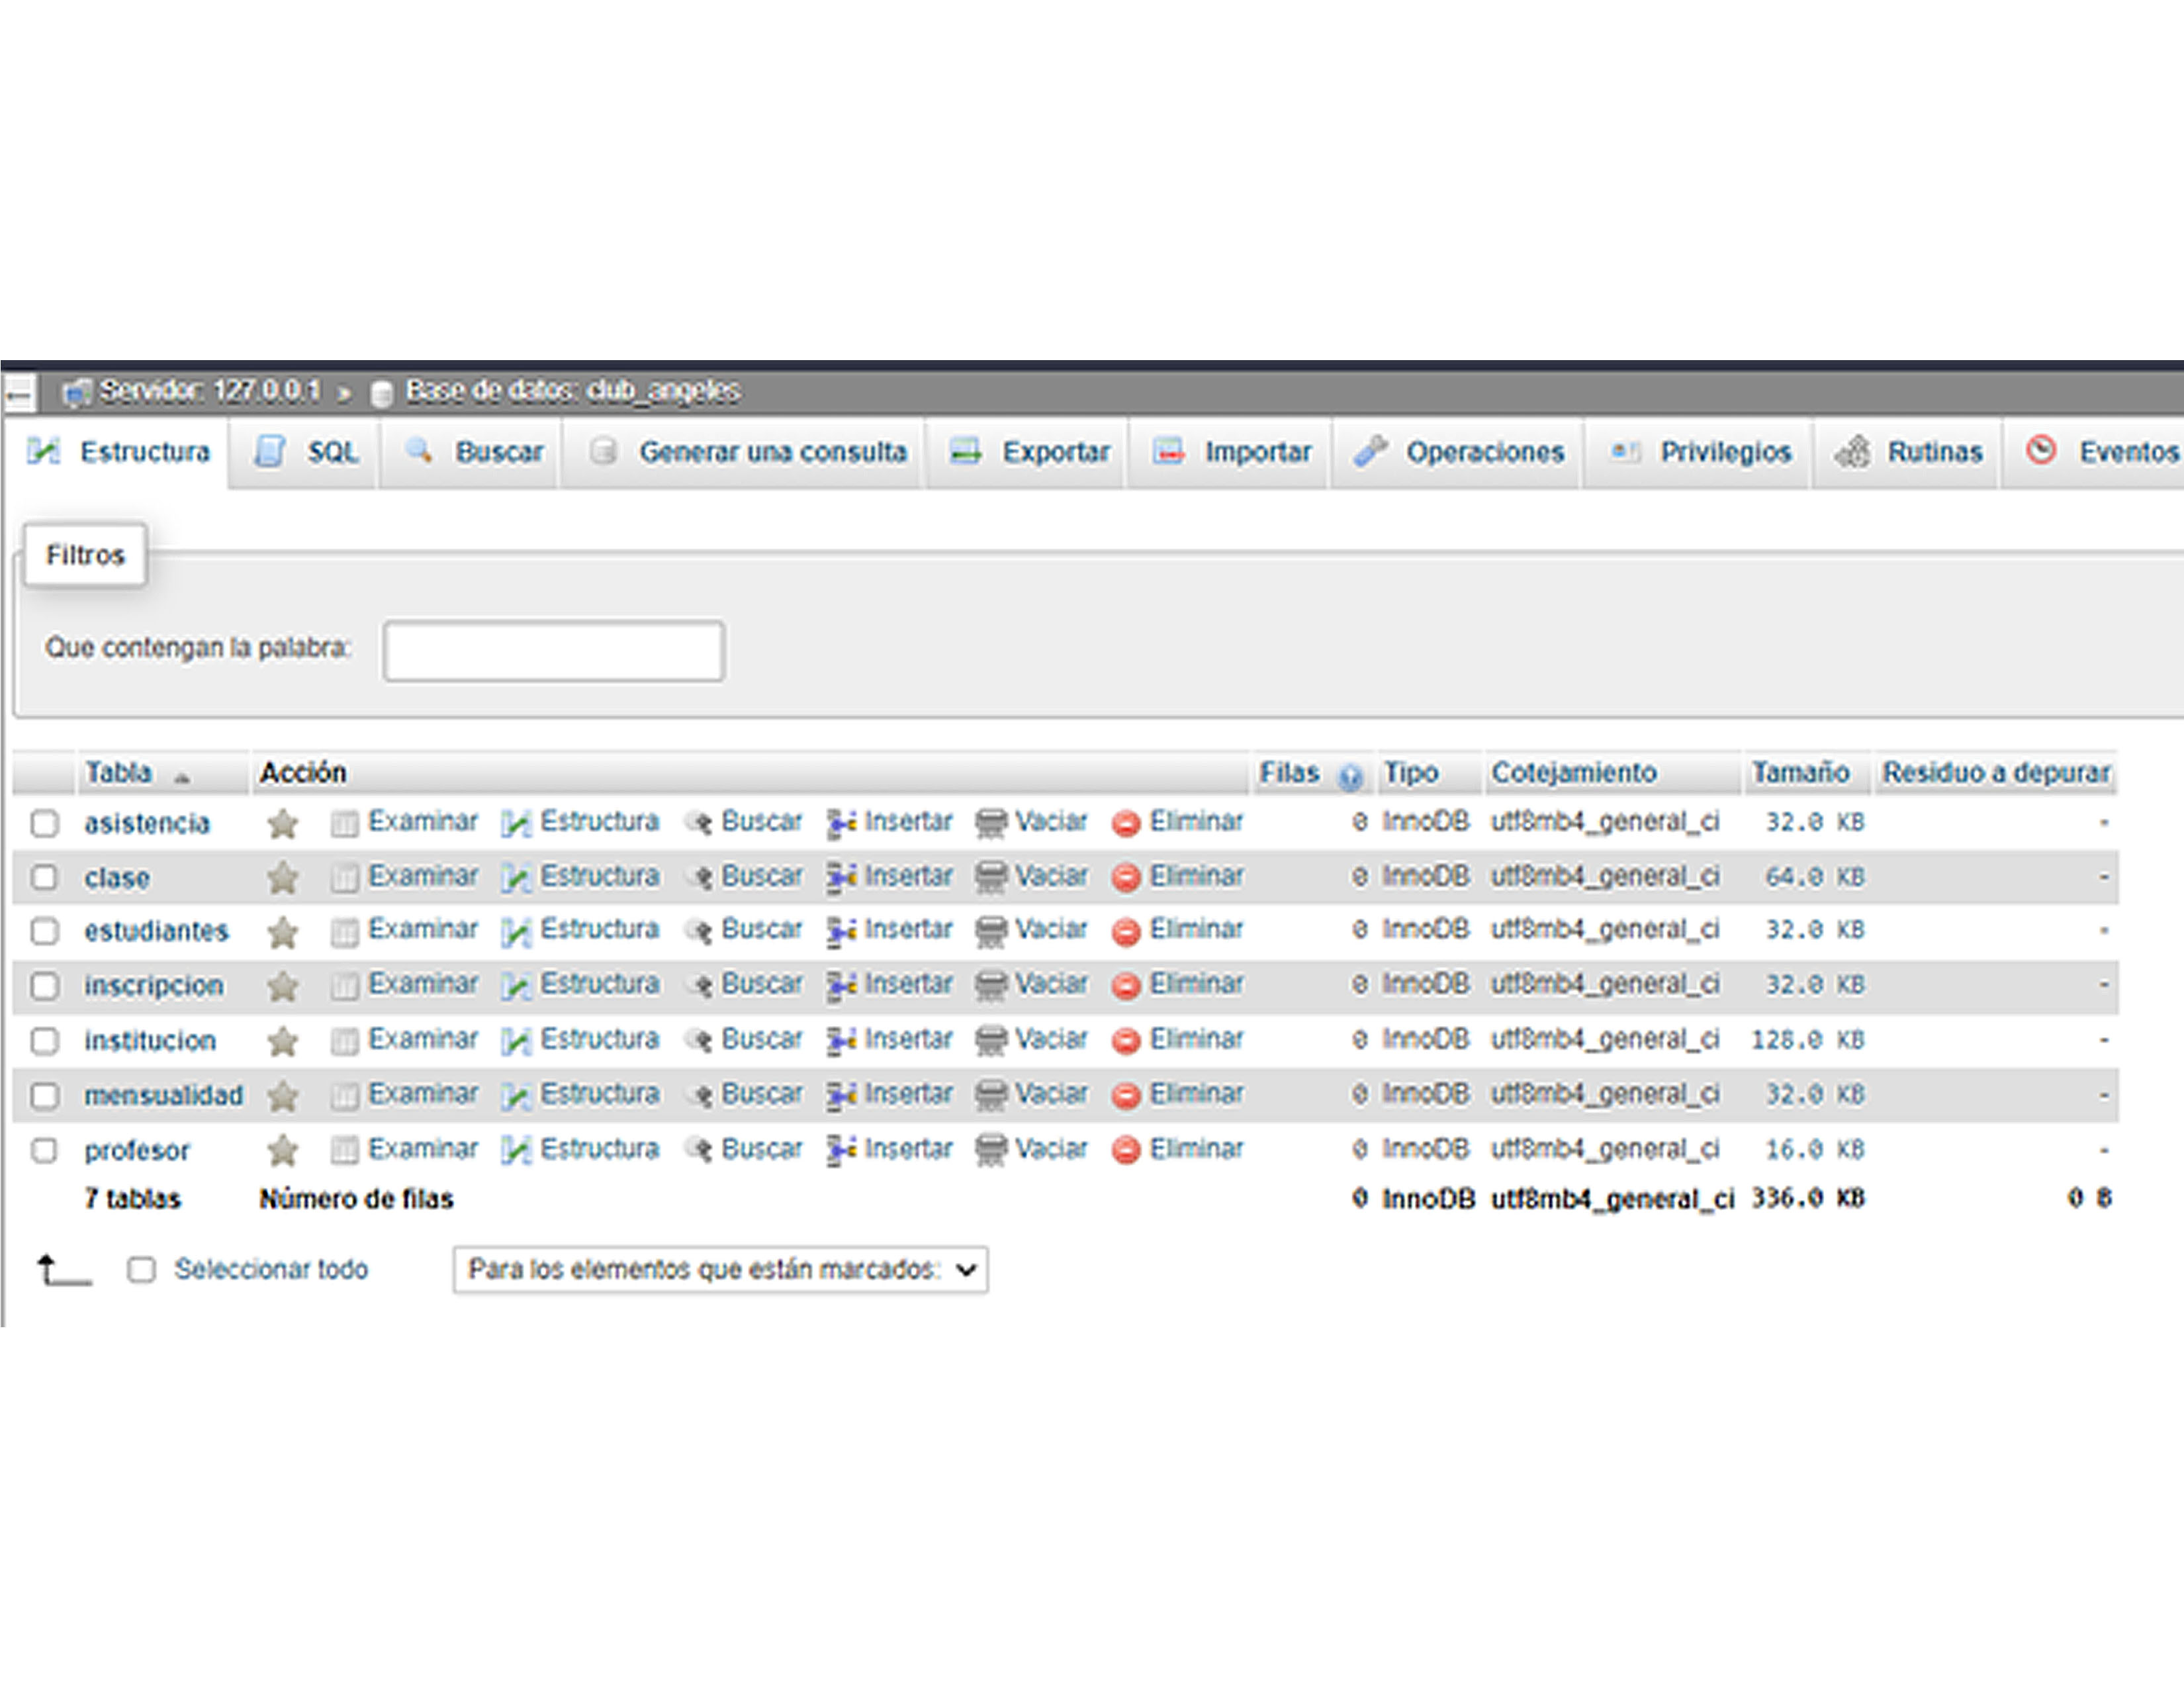 Servidor: 127.0.0.1 » Base de datos: club_angeles
Estructura SQL Buscar Generar una consulta Exportar Importar Operaciones Privilegios Rutinas Eventos
Filtros
Que contengan la palabra:
Tabla Acción Filas Tipo Cotejamiento Tamaño Residuo a depurar
asistencia Examinar Estructura Buscar Insertar Vaciar Eliminar 0 InnoDB utf8mb4_general_ci 32.0 KB -
clase Examinar Estructura Buscar Insertar Vaciar Eliminar 0 InnoDB utf8mb4_general_ci 64.0 KB -
estudiantes Examinar Estructura Buscar Insertar Vaciar Eliminar 0 InnoDB utf8mb4_general_ci 32.0 KB -
inscripcion Examinar Estructura Buscar Insertar Vaciar Eliminar 0 InnoDB utf8mb4_general_ci 32.0 KB -
institucion Examinar Estructura Buscar Insertar Vaciar Eliminar 0 InnoDB utf8mb4_general_ci 128.0 KB -
mensualidad Examinar Estructura Buscar Insertar Vaciar Eliminar 0 InnoDB utf8mb4_general_ci 32.0 KB -
profesor Examinar Estructura Buscar Insertar Vaciar Eliminar 0 InnoDB utf8mb4_general_ci 16.0 KB -
7 tablas Número de filas 0 InnoDB utf8mb4_general_ci 336.0 KB 0 B
Seleccionar todo Para los elementos que están marcados: